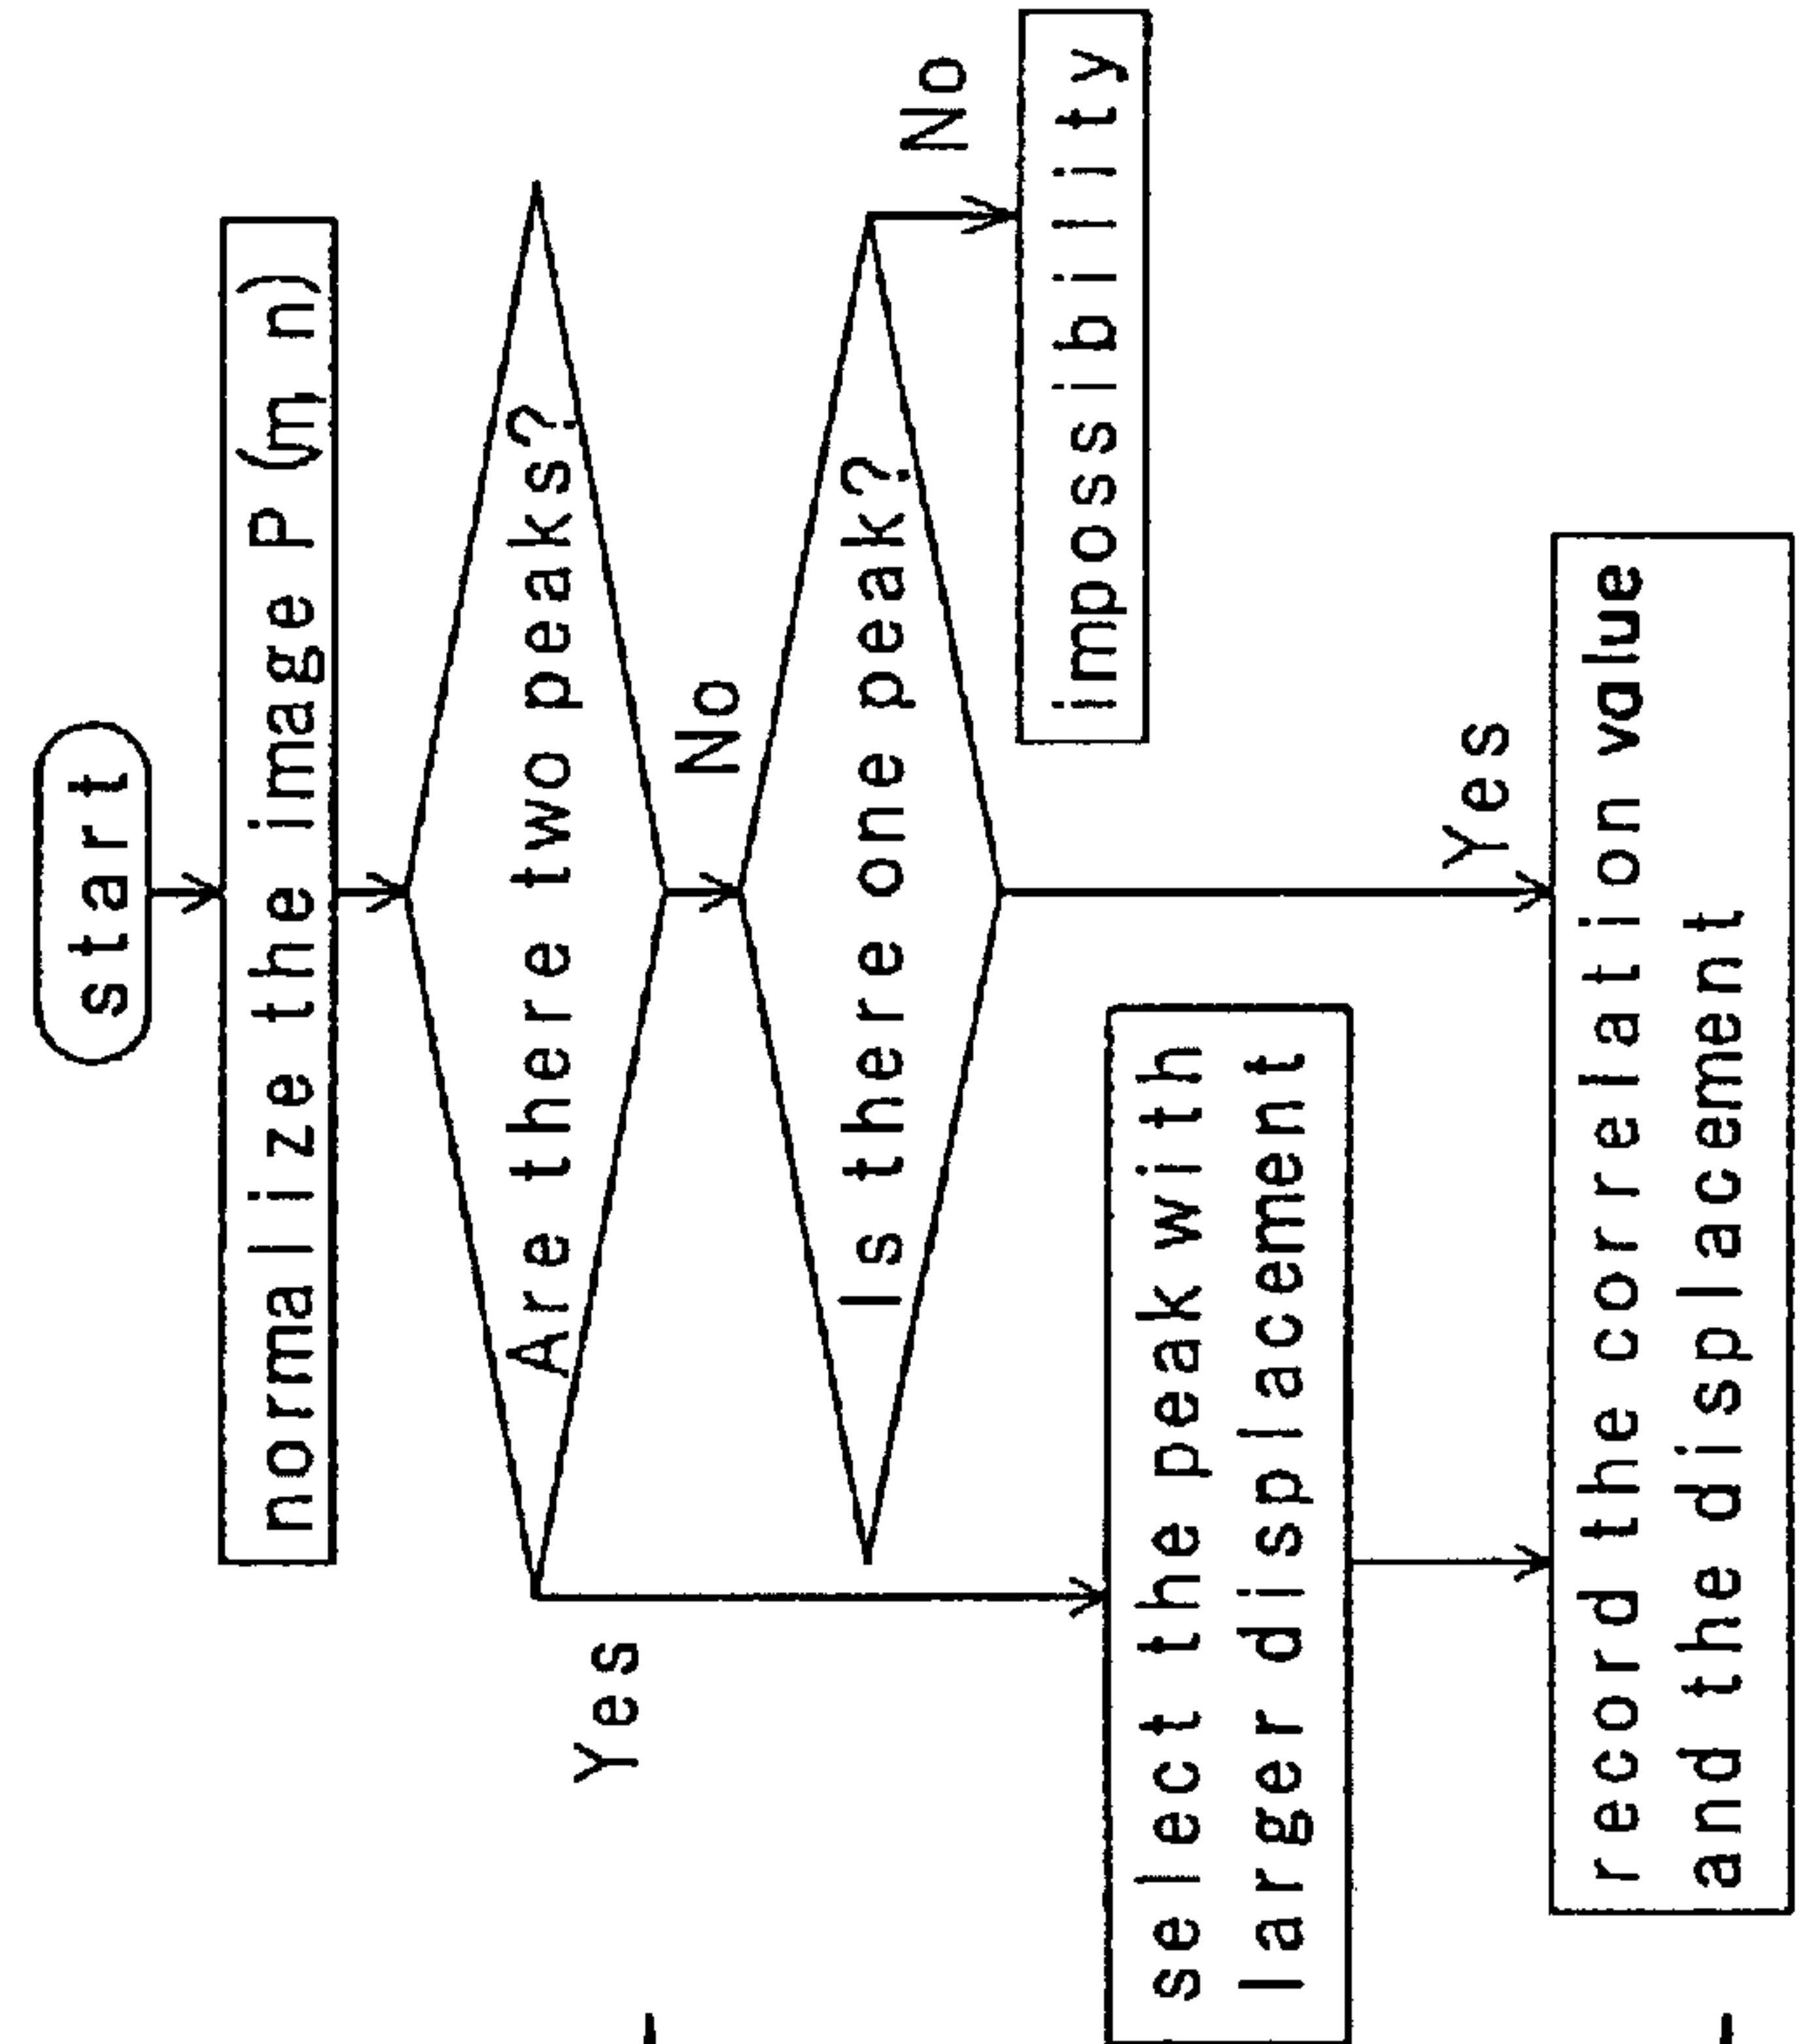 start
normalize the image P (m n)
Are there two peaks?
Yes
No
Is there one peak?
No
impossibility
select the peak with
larger displacement
Yes
record the correlation value
and the displacement